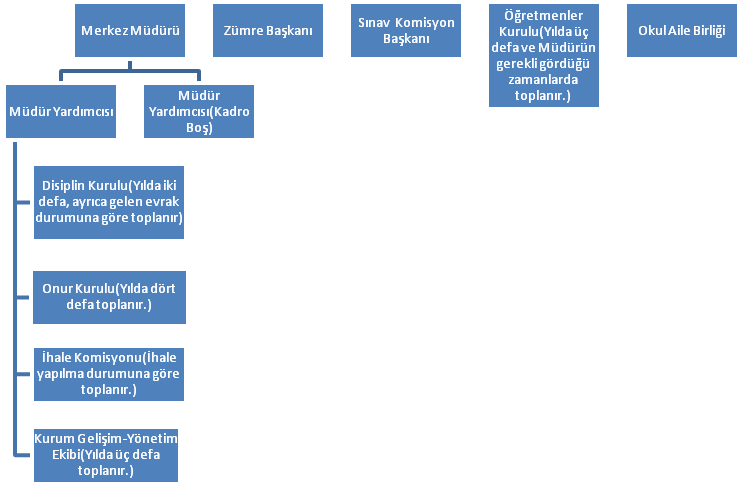 Merkez Müdürü
Zümre Başkanı
Sınav Komisyon
Başkanı
Öğretmenler
Kurulu(Yılda üç
defa ve Müdürün
gerekli gördüğü
zamanlarda
toplanır.)
Okul Aile Birliği
Müdür Yardımcısı
Müdür
Yardımcısı(Kadro
Boş)
Disiplin Kurulu(Yılda iki
defa, ayrıca gelen evrak
durumuna göre toplanır)
Onur Kurulu(Yılda dört
defa toplanır.)
İhale Komisyonu(İhale
yapılma durumuna göre
toplanır.)
Kurum Gelişim-Yönetim
Ekibi(Yılda üç defa
toplanır.)